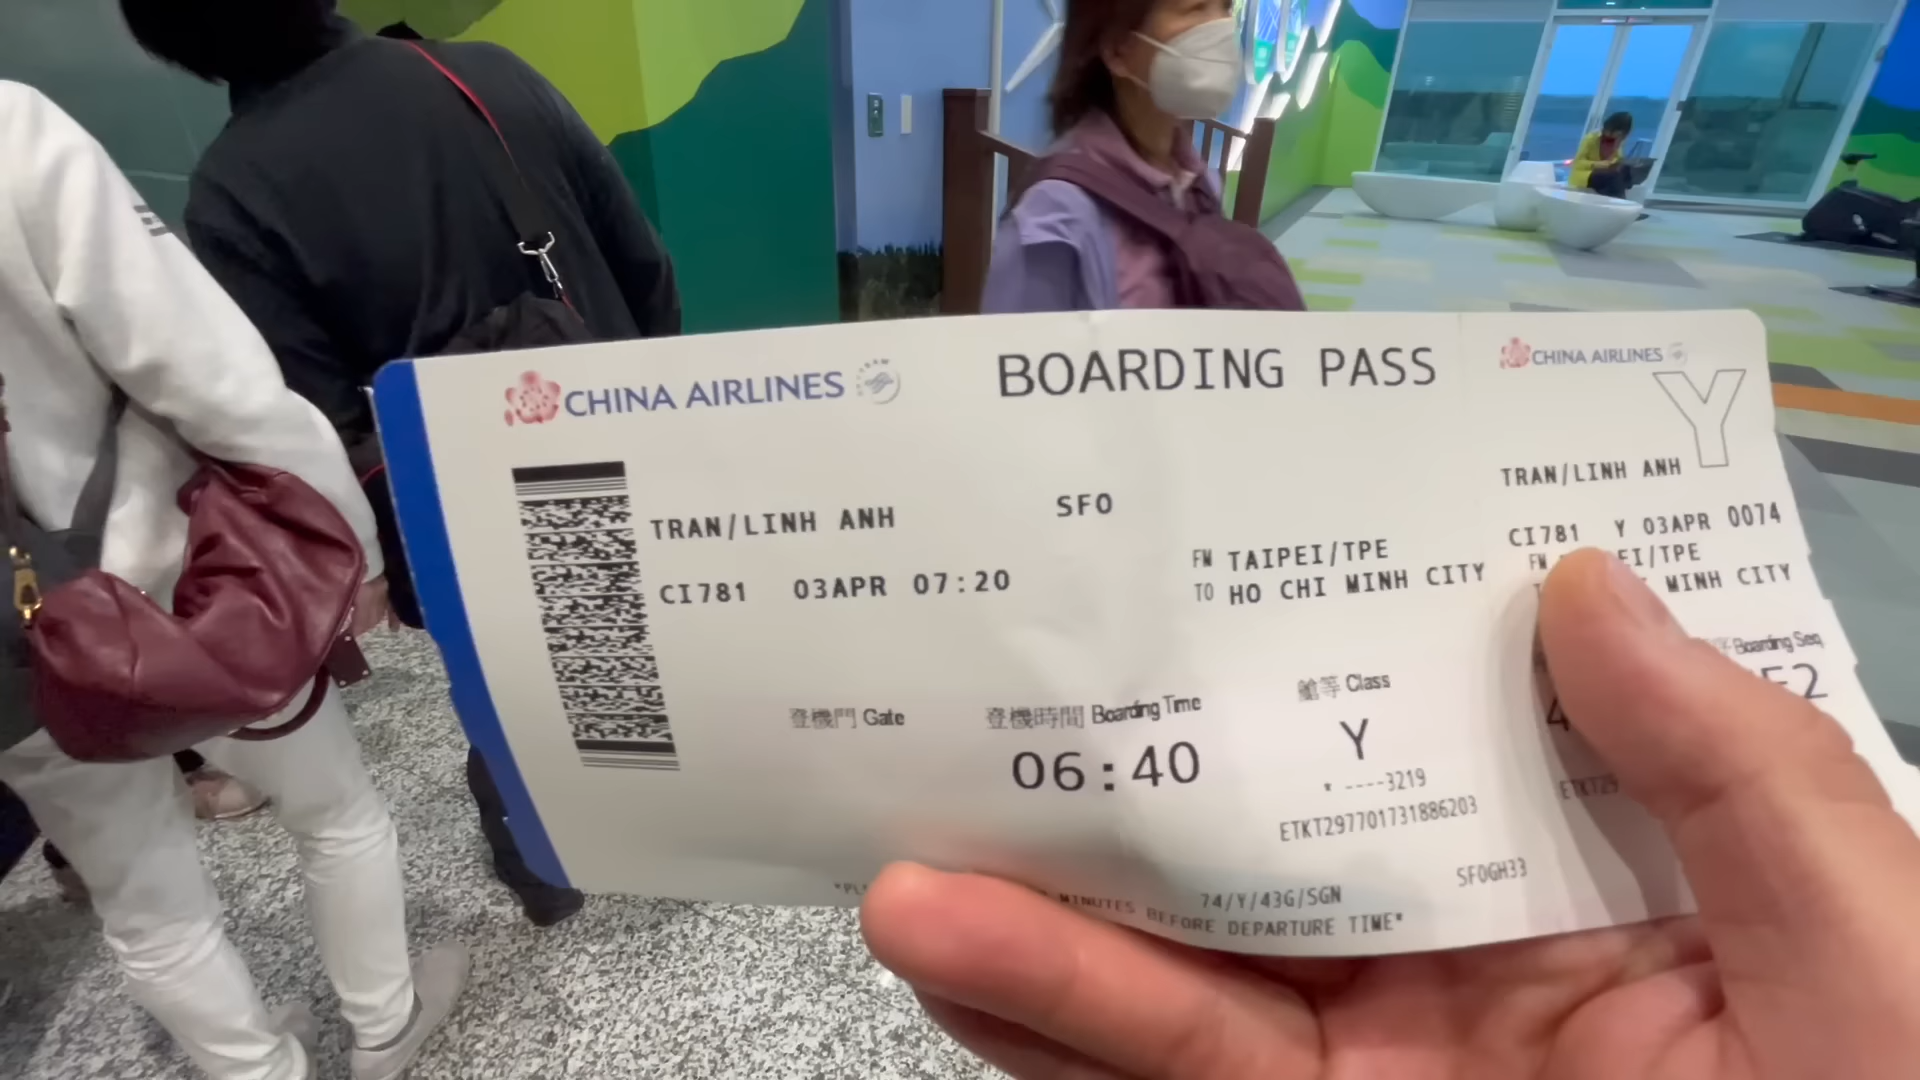 CHINA AIRLINES
BOARDING PASS
TRAN/LINH ANH
SFO
CI781 03APR 07:20
FM TAIPEI/TPE
TO HO CHI MINH CITY
登機門 Gate
登機時間 Boarding Time
06:40
艙等 Class
Y
* ----3219
ETKT297701731886203
SFOGH33
74/Y/43G/SGN
MINUTES BEFORE DEPARTURE TIME*
CHINA AIRLINES
Y
TRAN/LINH ANH
CI781 Y 03APR 0074
FM
MINH CITY
Boarding Seq